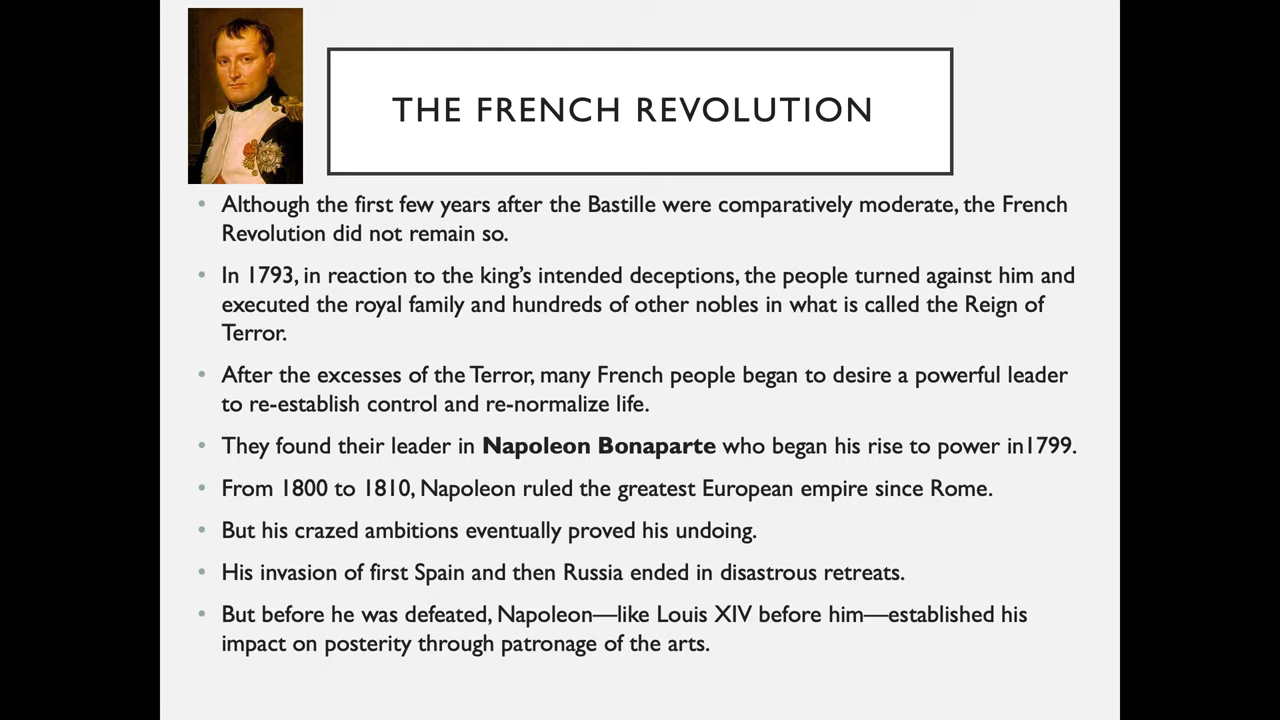 THE FRENCH REVOLUTION
• Although the first few years after the Bastille were comparatively moderate, the French
Revolution did not remain so.
• In 1793, in reaction to the king’s intended deceptions, the people turned against him and
executed the royal family and hundreds of other nobles in what is called the Reign of
Terror.
• After the excesses of the Terror, many French people began to desire a powerful leader
to re-establish control and re-normalize life.
• They found their leader in Napoleon Bonaparte who began his rise to power in1799.
• From 1800 to 1810, Napoleon ruled the greatest European empire since Rome.
• But his crazed ambitions eventually proved his undoing.
• His invasion of first Spain and then Russia ended in disastrous retreats.
• But before he was defeated, Napoleon—like Louis XIV before him—established his
impact on posterity through patronage of the arts.